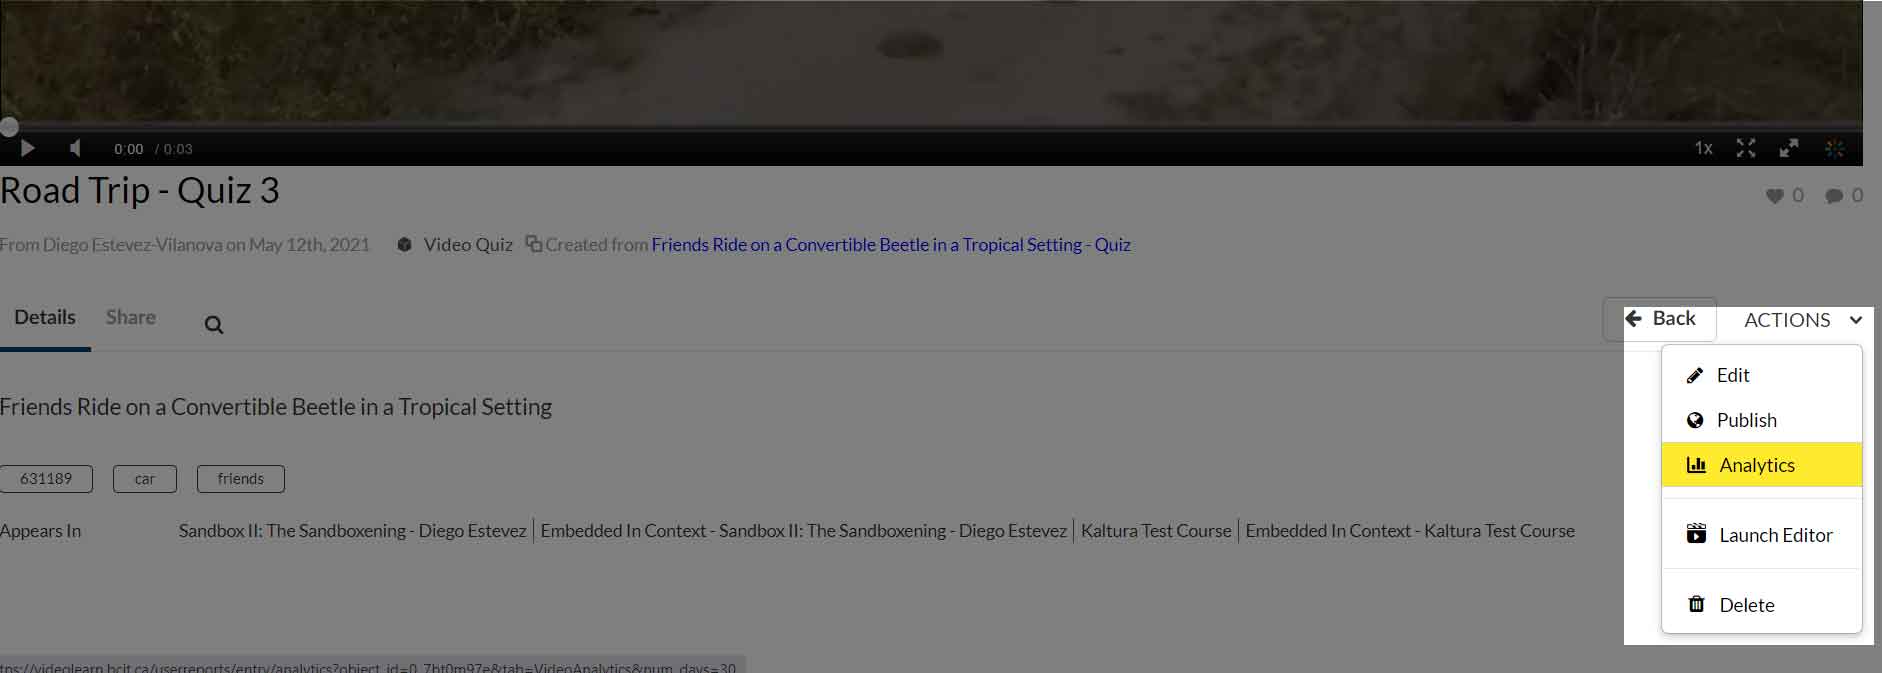 0:00 / 0:03 1x
Road Trip - Quiz 3 0 0
From Diego Estevez-Vilanova on May 12th, 2021 Video Quiz Created from Friends Ride on a Convertible Beetle in a Tropical Setting - Quiz
Details Share Back ACTIONS
Edit
Friends Ride on a Convertible Beetle in a Tropical Setting
Publish
Analytics
631189 car friends
Appears In Sandbox II: The Sandboxening - Diego Estevez Embedded In Context - Sandbox II: The Sandboxening - Diego Estevez Kaltura Test Course Embedded In Context - Kaltura Test Course
Launch Editor
Delete
tps://videolearn.bcit.ca/userreports/entry/analytics?object_id=0_7bt0m97e&tab=VideoAnalytics&num_days=30